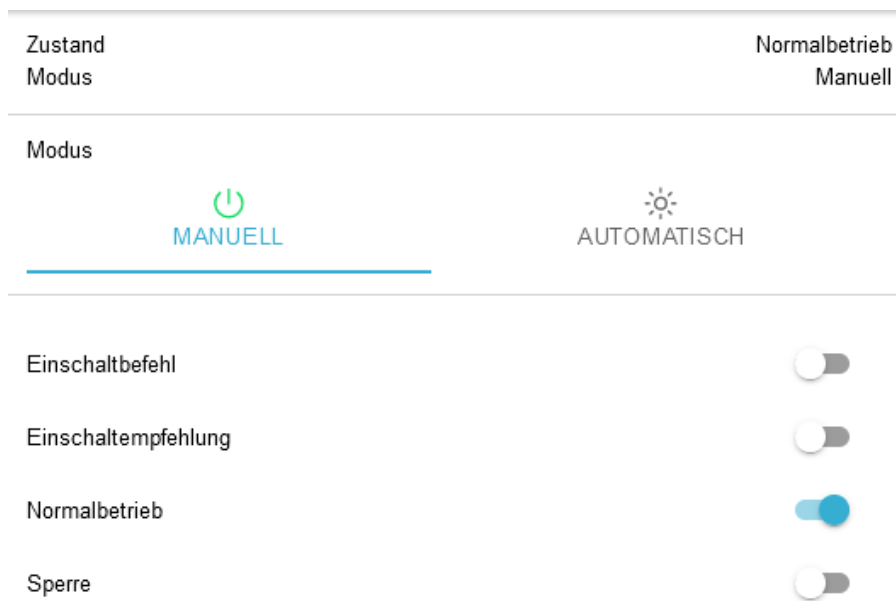 Zustand Normalbetrieb
Modus Manuell
Modus
MANUELL AUTOMATISCH
Einschaltbefehl
Einschaltempfehlung
Normalbetrieb
Sperre